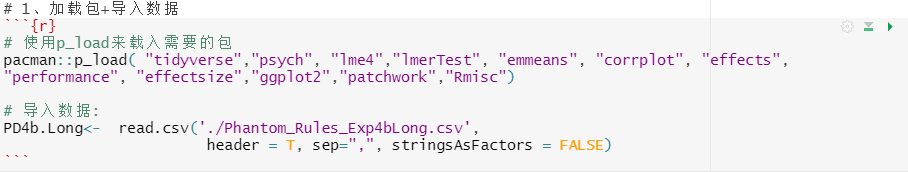 # 1、加载包+导入数据
```{r}
# 使用p_load来载入需要的包
pacman::p_load( "tidyverse","psych", "lme4","lmerTest", "emmeans", "corrplot", "effects",
"performance", "effectsize","ggplot2","patchwork","Rmisc")
# 导入数据:
PD4b.Long<-  read.csv('./Phantom_Rules_Exp4bLong.csv',
header = T, sep=",", stringsAsFactors = FALSE)
```